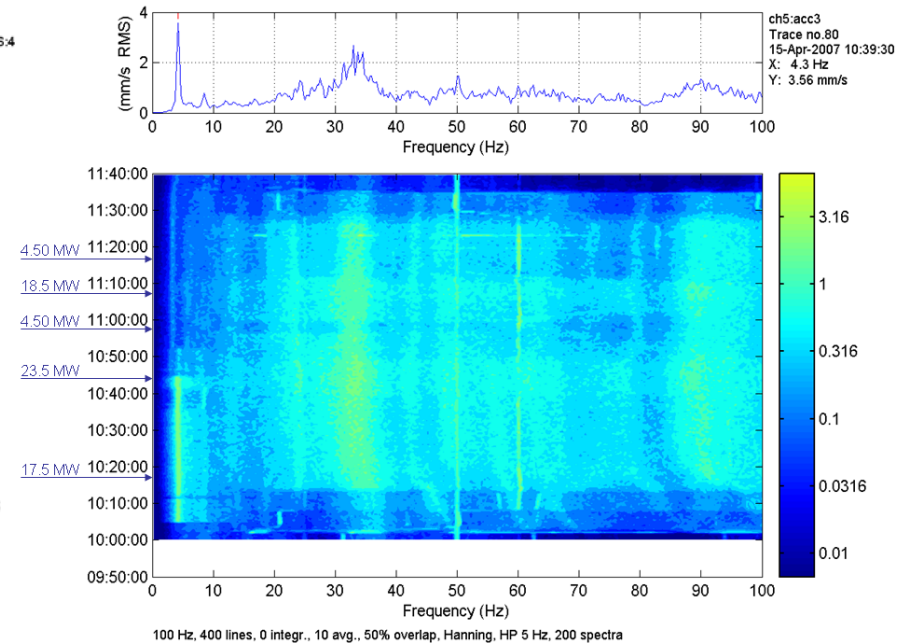 S:4
4
2
0
(mm/s RMS)
0 10 20 30 40 50 60 70 80 90 100
Frequency (Hz)
ch5:acc3
Trace no.80
15-Apr-2007 10:39:30
X: 4.3 Hz
Y: 3.56 mm/s
11:40:00
11:30:00
11:20:00
11:10:00
11:00:00
10:50:00
10:40:00
10:30:00
10:20:00
10:10:00
10:00:00
09:50:00
4.50 MW
18.5 MW
4.50 MW
23.5 MW
17.5 MW
3.16
1
0.316
0.1
0.0316
0.01
0 10 20 30 40 50 60 70 80 90 100
Frequency (Hz)
100 Hz, 400 lines, 0 integr., 10 avg., 50% overlap, Hanning, HP 5 Hz, 200 spectra